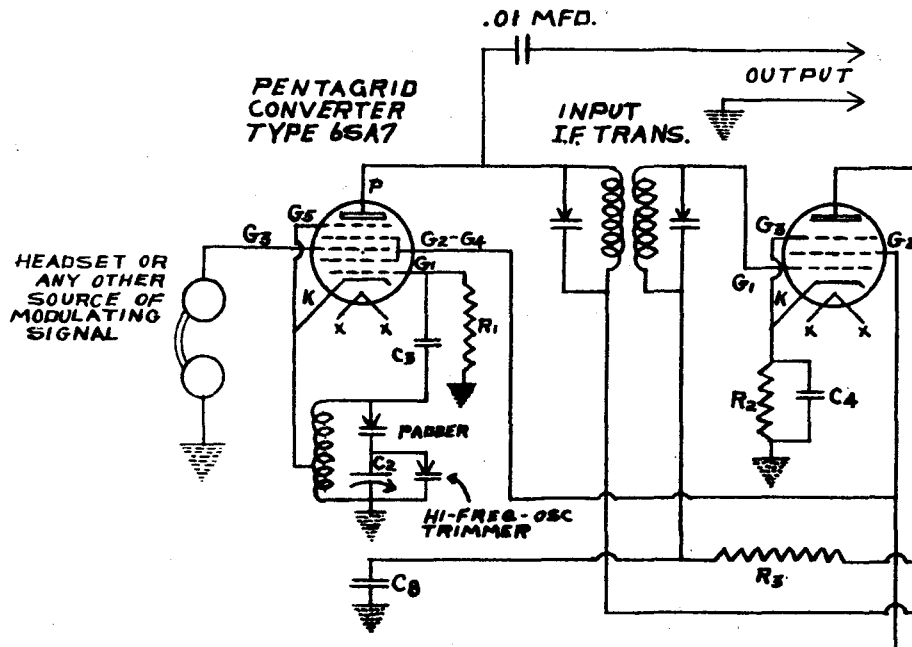 .01 MFD.
OUTPUT
PENTAGRID
CONVERTER
TYPE 6SA7
INPUT
I.F. TRANS.
P
G5
G3
G2-G4
G1
K
X X
HEADSET OR
ANY OTHER
SOURCE OF
MODULATING
SIGNAL
R1
C3
PADDER
C2
HI-FREQ-OSC
TRIMMER
C8
G3
G2
G1
K
X X
R2
C4
R3